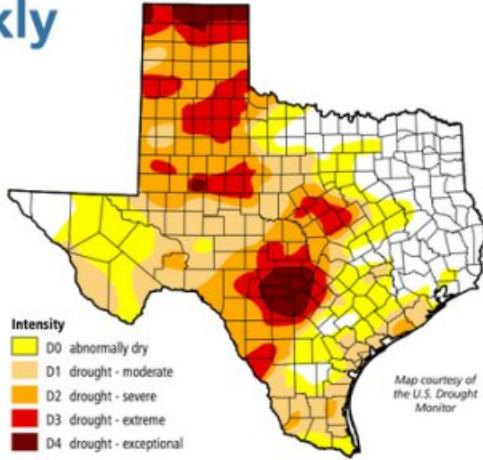 kly
Intensity
D0 abnormally dry
D1 drought - moderate
D2 drought - severe
D3 drought - extreme
D4 drought - exceptional
Map courtesy of
the U.S. Drought
Monitor